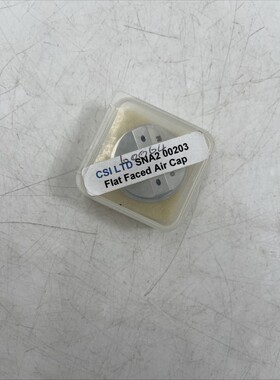 CSI LTD SNA2 00203
Flat Faced Air Cap